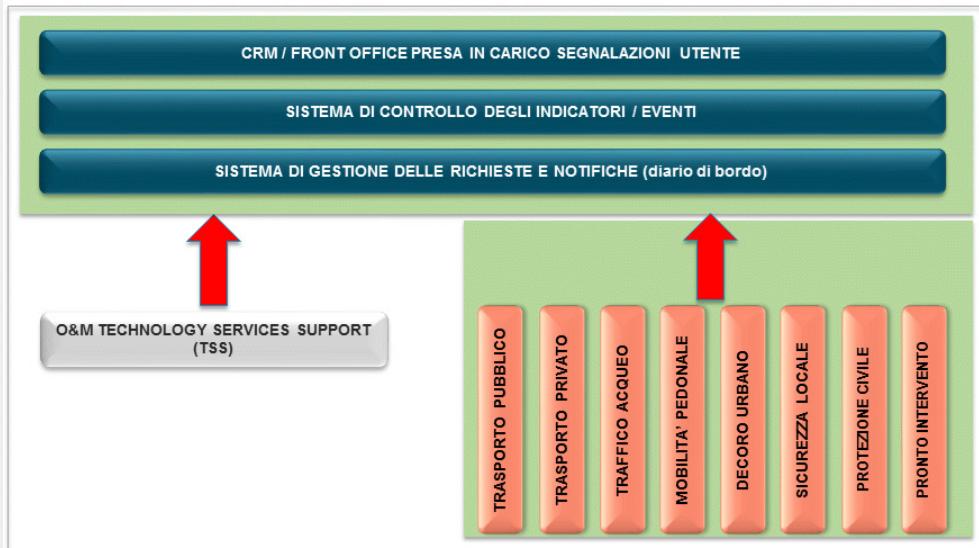 CRM / FRONT OFFICE PRESA IN CARICO SEGNALAZIONI UTENTE
SISTEMA DI CONTROLLO DEGLI INDICATORI / EVENTI
SISTEMA DI GESTIONE DELLE RICHIESTE E NOTIFICHE (diario di bordo)
O&M TECHNOLOGY SERVICES SUPPORT
(TSS)
TRASPORTO PUBBLICO
TRASPORTO PRIVATO
TRAFFICO ACQUEO
MOBILITA' PEDONALE
DECORO URBANO
SICUREZZA LOCALE
PROTEZIONE CIVILE
PRONTO INTERVENTO